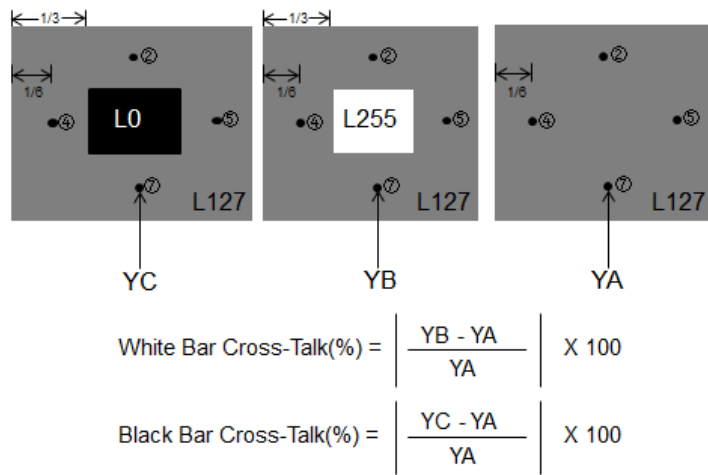 1/3 1/3
② ② ②
1/6 1/6 1/6
④ L0 ⑤ ④ L255 ⑤ ④ ⑤
⑦ ⑦ ⑦
L127 L127 L127
YC YB YA
White Bar Cross-Talk(%) = | YB - YA / YA | X 100
Black Bar Cross-Talk(%) = | YC - YA / YA | X 100